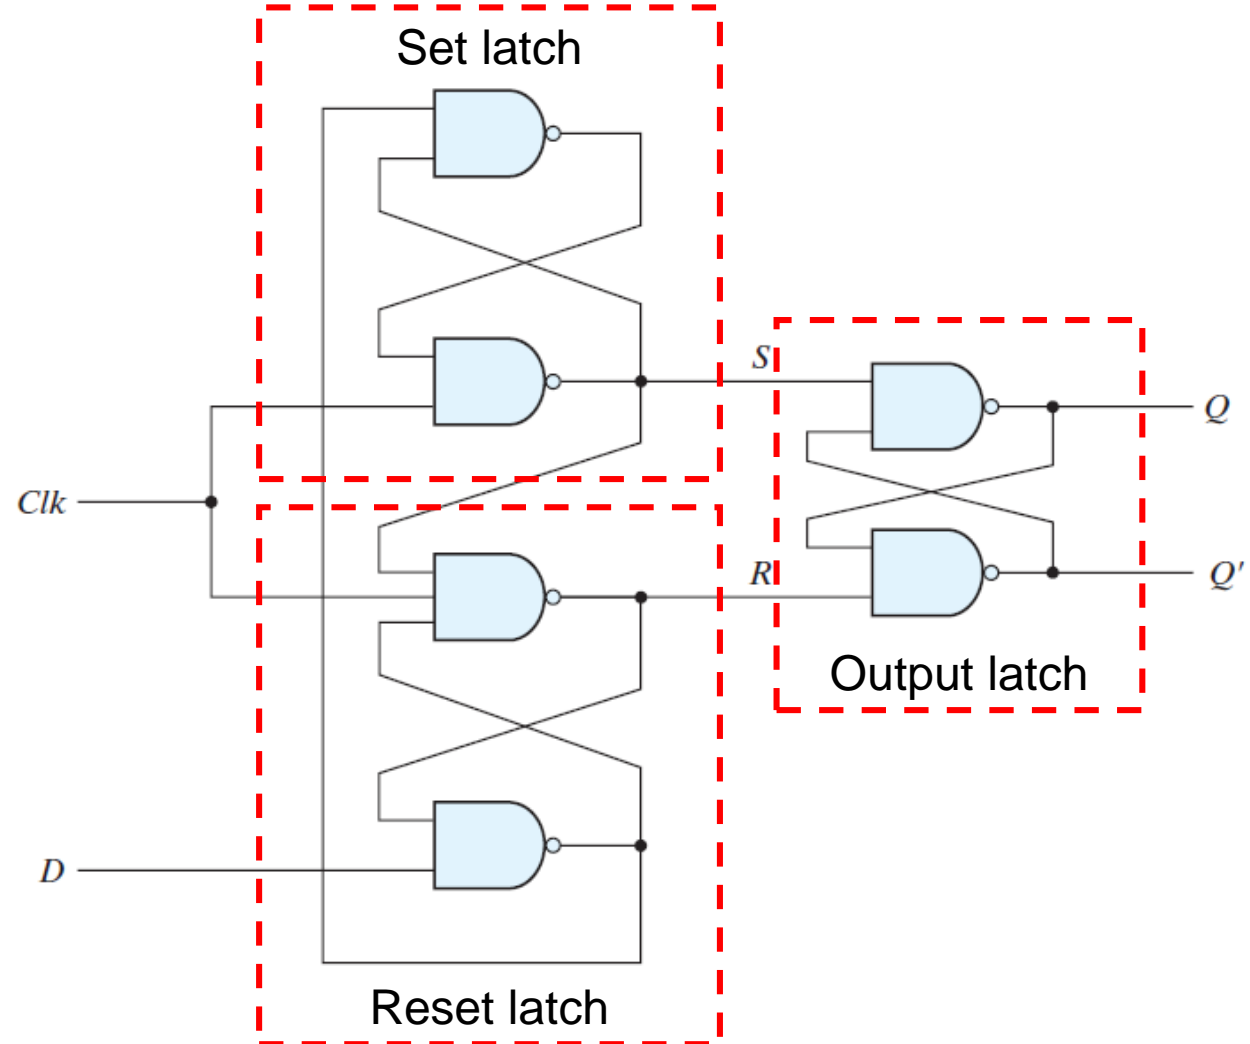 Set latch
S
Q
Clk
R
Q'
Output latch
D
Reset latch